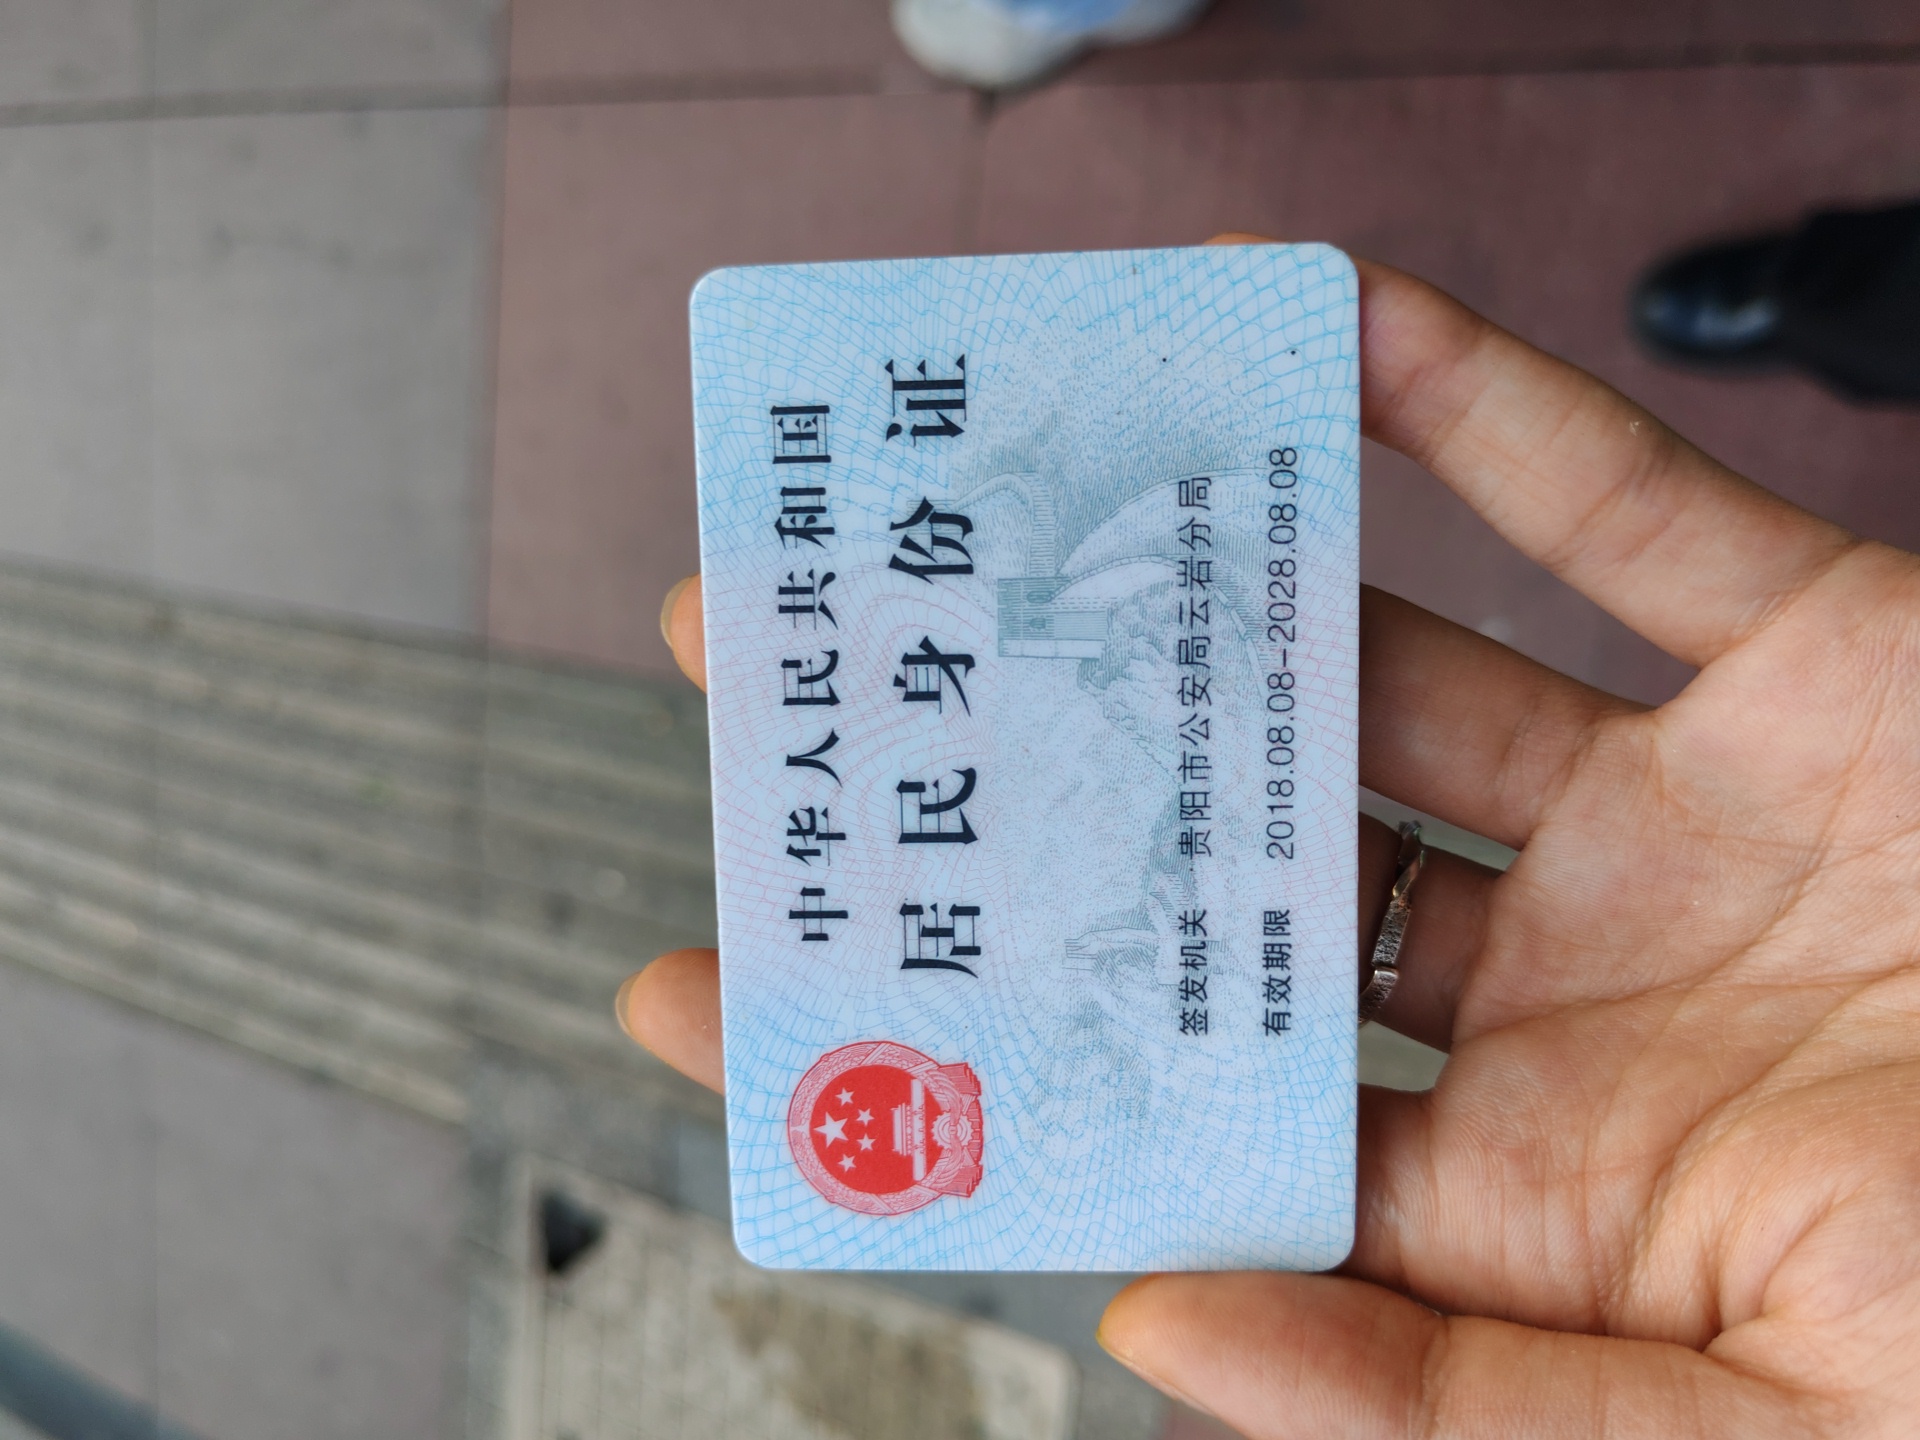 中华人民共和国
居民身份证
签发机关 贵阳市公安局云岩分局
有效期限 2018.08.08-2028.08.08